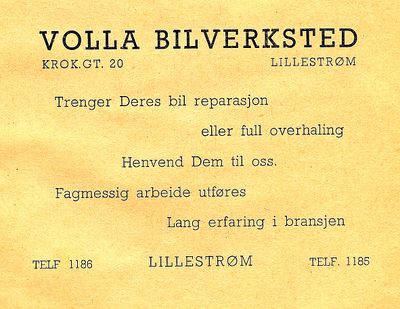 VOLLA BILVERKSTED
KROK.GT. 20 LILLESTRØM
Trenger Deres bil reparasjon
eller full overhaling
Henvend Dem til oss.
Fagmessig arbeide utføres
Lang erfaring i bransjen
TELF 1186 LILLESTRØM TELF. 1185